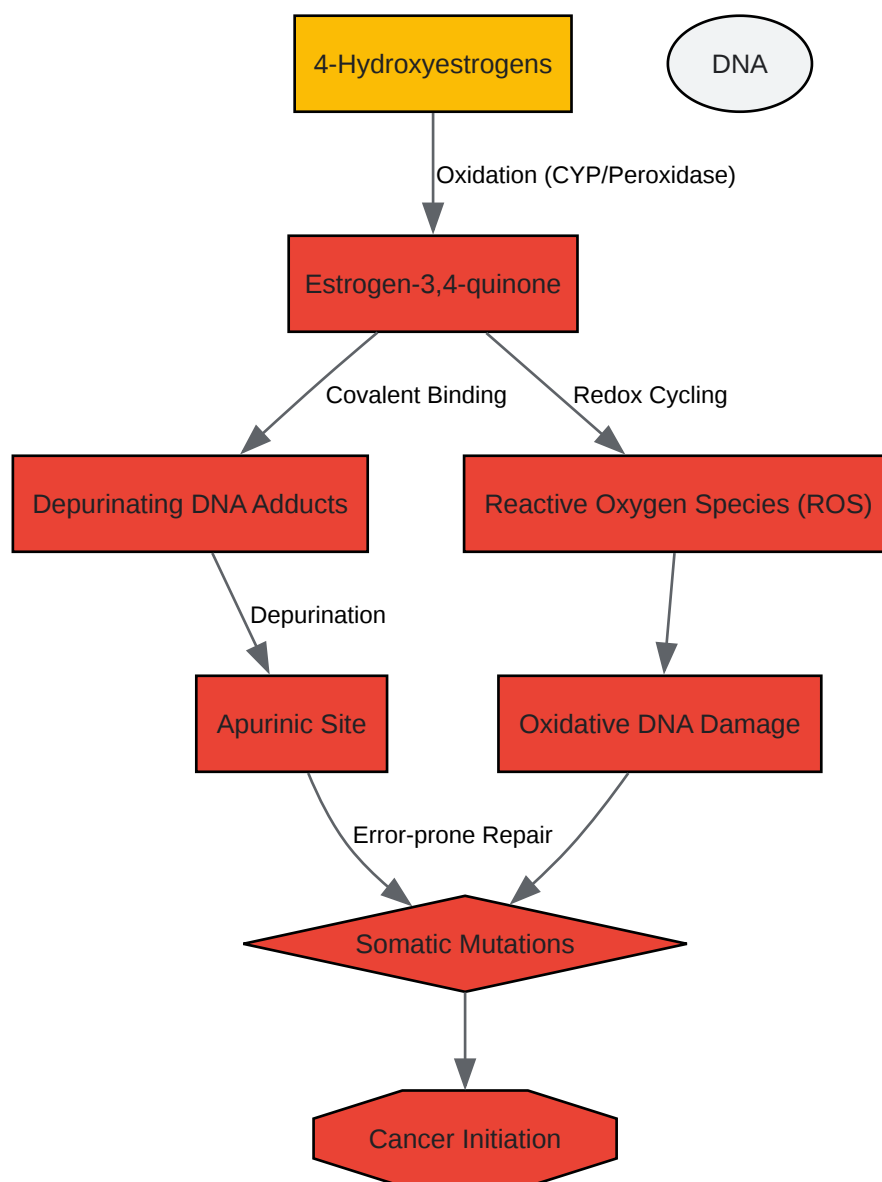 4-Hydroxyestrogens
DNA
Oxidation (CYP/Peroxidase)
Estrogen-3,4-quinone
Covalent Binding
Redox Cycling
Depurinating DNA Adducts
Reactive Oxygen Species (ROS)
Depurination
Apurinic Site
Oxidative DNA Damage
Error-prone Repair
Somatic Mutations
Cancer Initiation